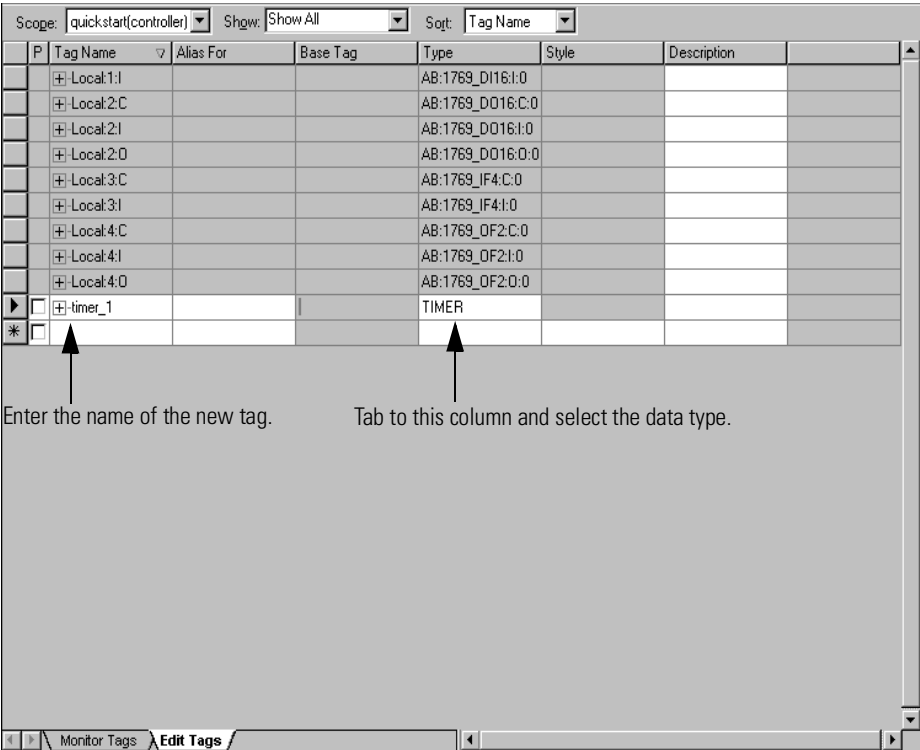 Scope: quickstart(controller) Show: Show All Sort: Tag Name
P Tag Name Alias For Base Tag Type Style Description
Local:1:I AB:1769_DI16:I:0
Local:2:C AB:1769_DO16:C:0
Local:2:I AB:1769_DO16:I:0
Local:2:O AB:1769_DO16:O:0
Local:3:C AB:1769_IF4:C:0
Local:3:I AB:1769_IF4:I:0
Local:4:C AB:1769_OF2:C:0
Local:4:I AB:1769_OF2:I:0
Local:4:O AB:1769_OF2:O:0
timer_1 TIMER
Enter the name of the new tag. Tab to this column and select the data type.
Monitor Tags Edit Tags